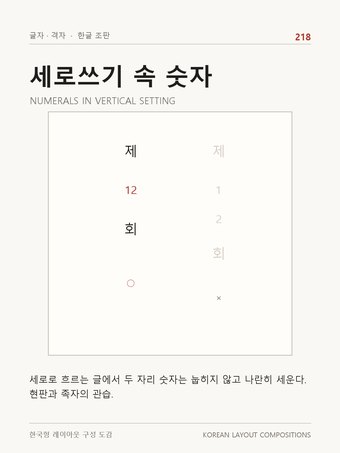 글자 · 격자 · 한글 조판
218
세로쓰기 속 숫자
NUMERALS IN VERTICAL SETTING
제
12
회
○
제
1
2
회
×
세로로 흐르는 글에서 두 자리 숫자는 눕히지 않고 나란히 세운다.
현판과 족자의 관습.
한국형 레이아웃 구성 도감
KOREAN LAYOUT COMPOSITIONS